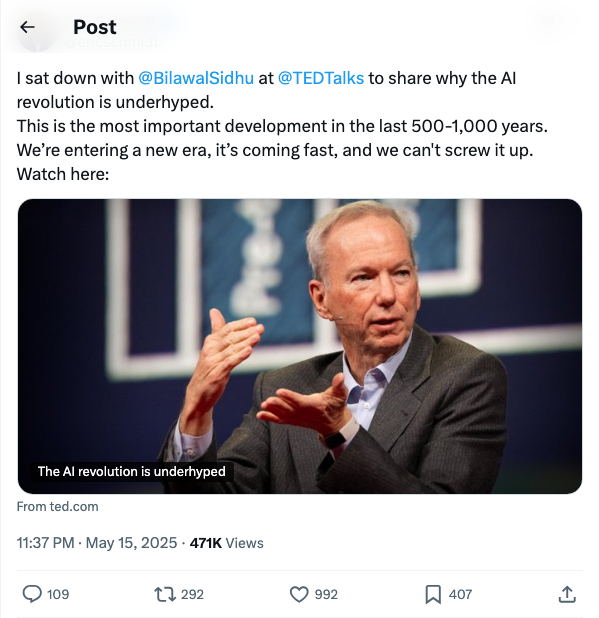 Post
I sat down with @BilawalSidhu at @TEDTalks to share why the AI
revolution is underhyped.
This is the most important development in the last 500-1,000 years.
We’re entering a new era, it’s coming fast, and we can't screw it up.
Watch here:
The AI revolution is underhyped
From ted.com
11:37 PM · May 15, 2025 · 471K Views
109 292 992 407